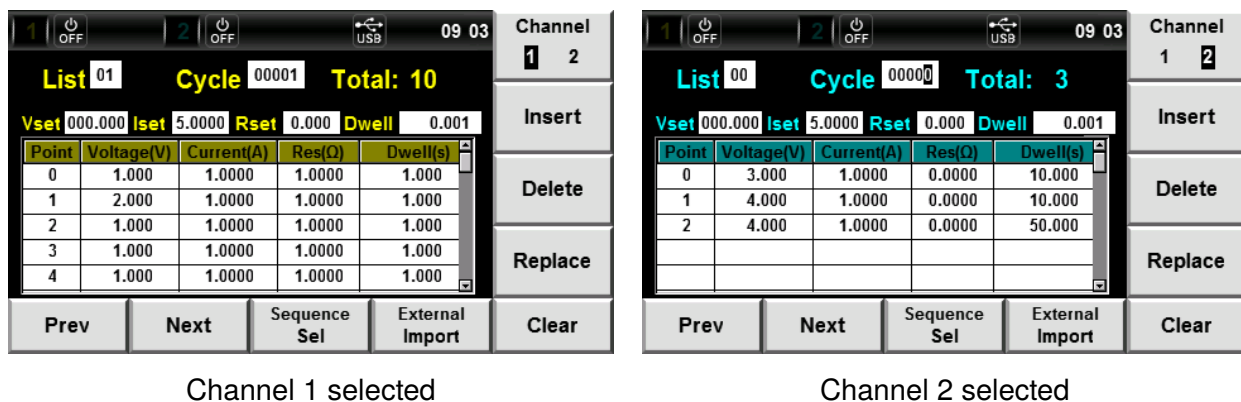 1 OFF 2 OFF USB 09 03
Channel
1 2
List 01 Cycle 00001 Total: 10
Vset 000.000 Iset 5.0000 Rset 0.000 Dwell 0.001
Point Voltage(V) Current(A) Res(Ω) Dwell(s)
0 1.000 1.0000 1.0000 1.000
1 2.000 1.0000 1.0000 1.000
2 1.000 1.0000 1.0000 1.000
3 1.000 1.0000 1.0000 1.000
4 1.000 1.0000 1.0000 1.000
Insert
Delete
Replace
Prev Next Sequence Sel External Import Clear
Channel 1 selected
1 OFF 2 OFF USB 09 03
Channel
1 2
List 00 Cycle 00000 Total: 3
Vset 000.000 Iset 5.0000 Rset 0.000 Dwell 0.001
Point Voltage(V) Current(A) Res(Ω) Dwell(s)
0 3.000 1.0000 0.0000 10.000
1 4.000 1.0000 0.0000 10.000
2 4.000 1.0000 0.0000 50.000
Insert
Delete
Replace
Prev Next Sequence Sel External Import Clear
Channel 2 selected